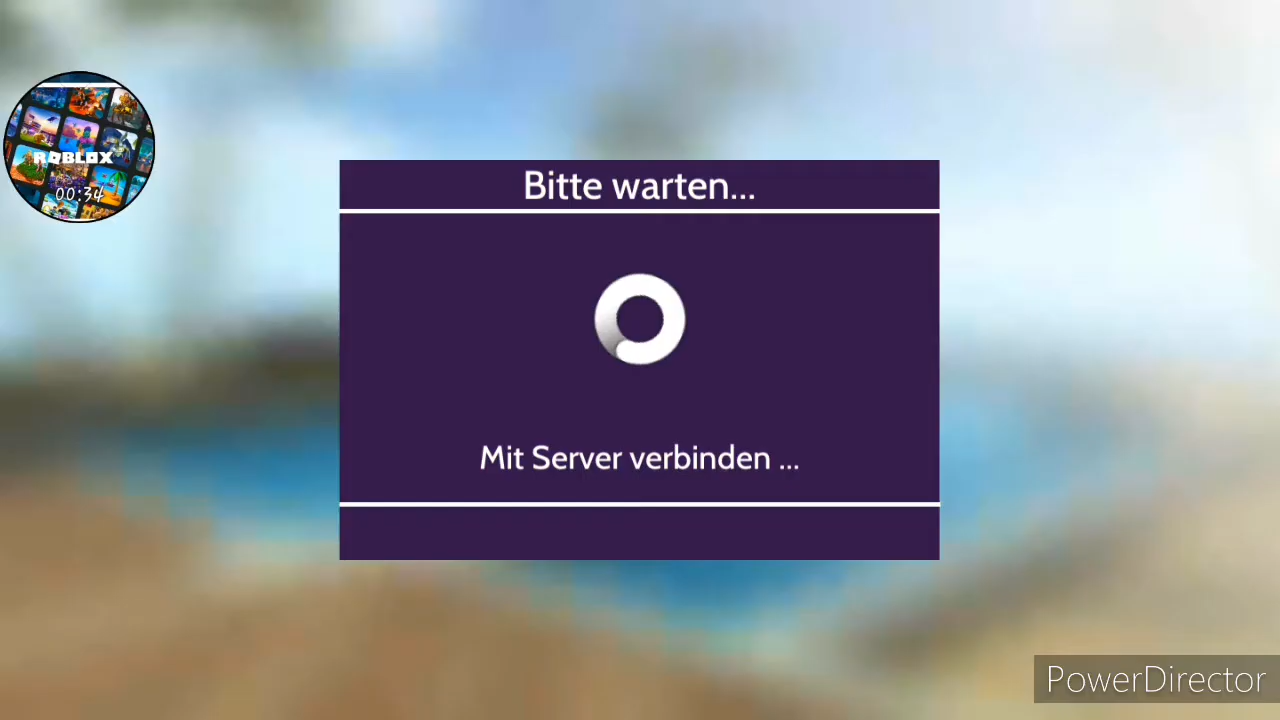 ROBLOX
00:34
Bitte warten...
Mit Server verbinden ...
PowerDirector